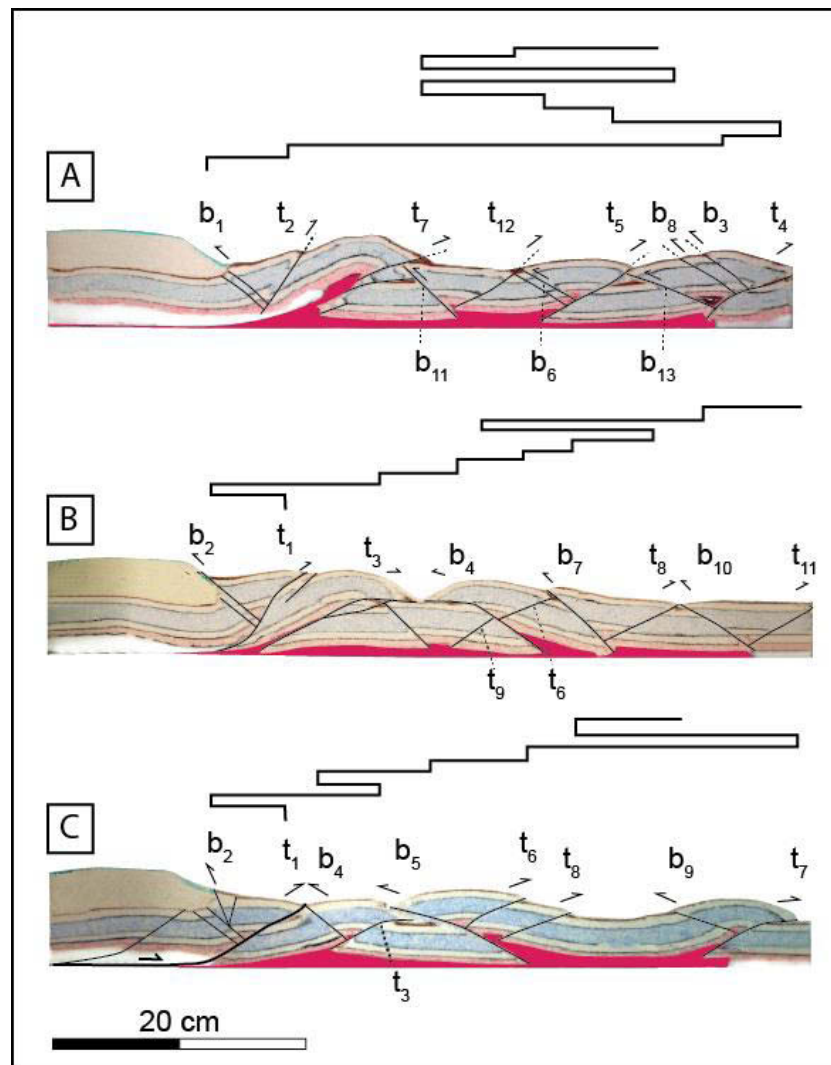 A
b1 t2 t7 t12 t5 b8 b3 t4
b11 b6 b13
B
b2 t1 t3 b4 b7 t8 b10 t11
t9 t6
C
b2 t1 b4 b5 t6 t8 b9 t7
t3
20 cm